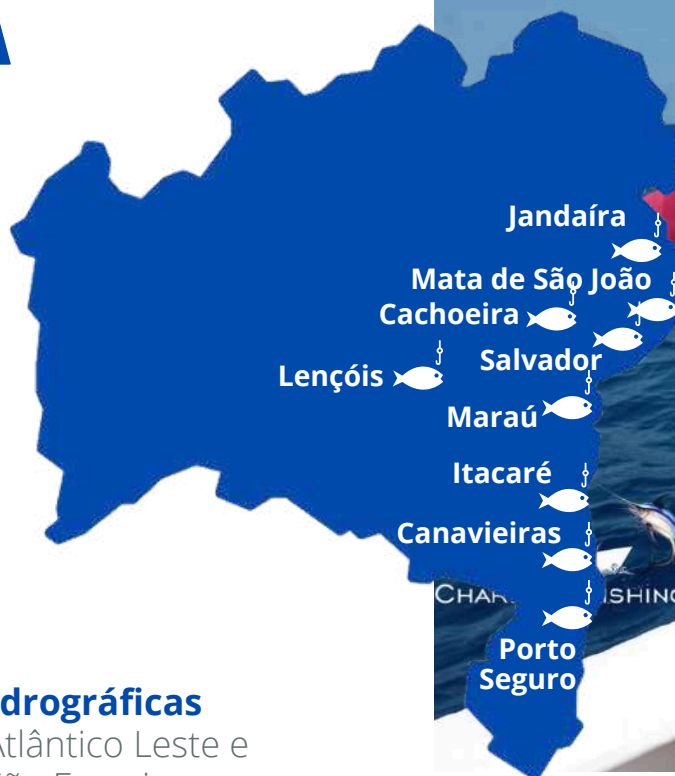 A
Jandaíra
Mata de São João
Cachoeira
Salvador
Lençóis
Maraú
Itacaré
Canavieiras
Porto
Seguro
drográficas
Atlântico Leste e